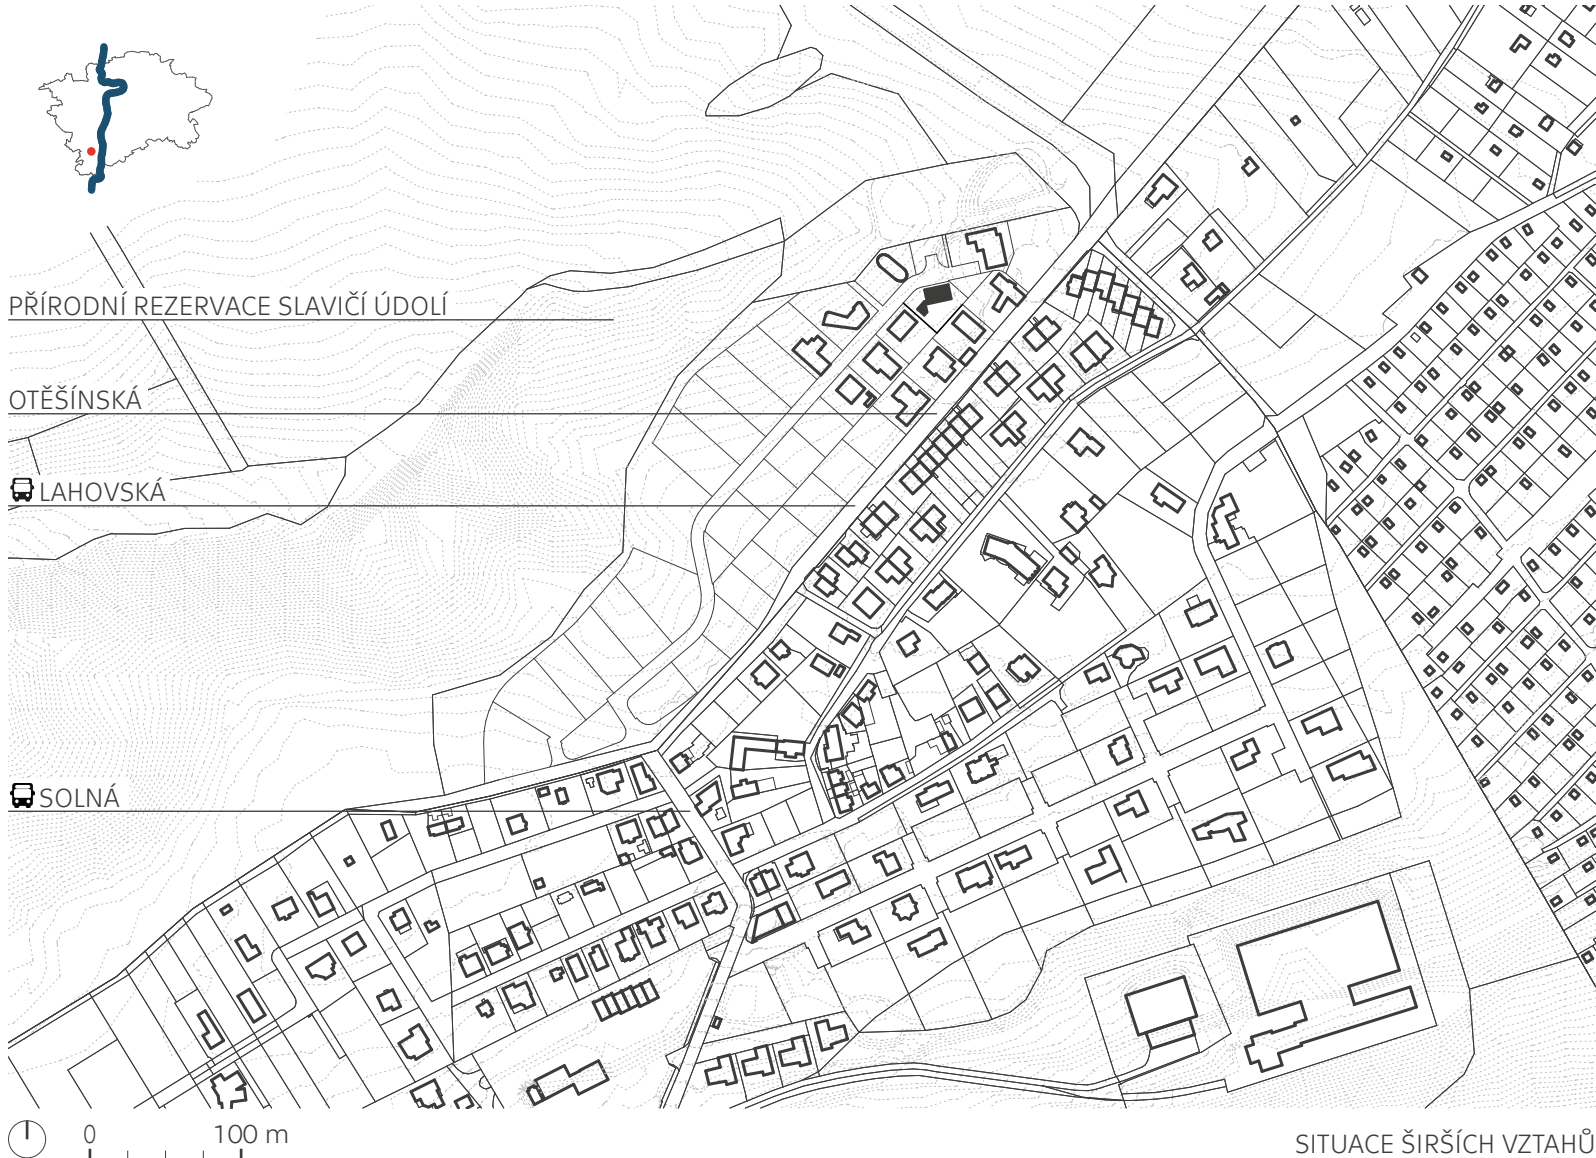 PŘÍRODNÍ REZERVACE SLAVIČÍ ÚDOLÍ
OTĚŠÍNSKÁ
LAHOVSKÁ
SOLNÁ
0 100 m
SITUACE ŠIRŠÍCH VZTAHŮ